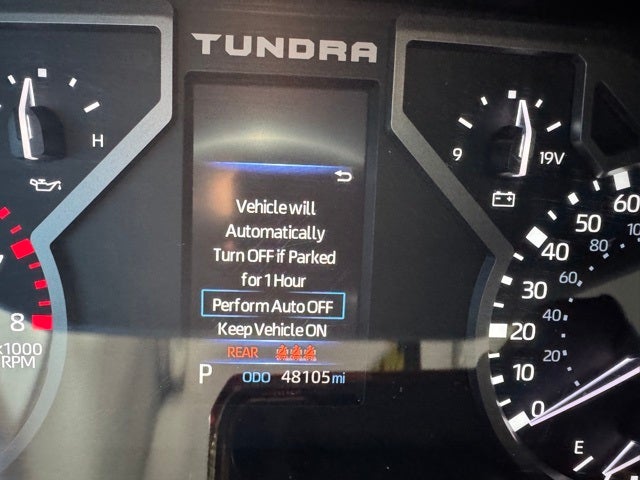 TUNDRA
H
9 19V
Vehicle will
Automatically
Turn OFF if Parked
for 1 Hour
Perform Auto OFF
Keep Vehicle ON
REAR
P ODO 48105 mi
8
x1000
RPM
60
50
40
30
20
10
0
80
60
40
20
E